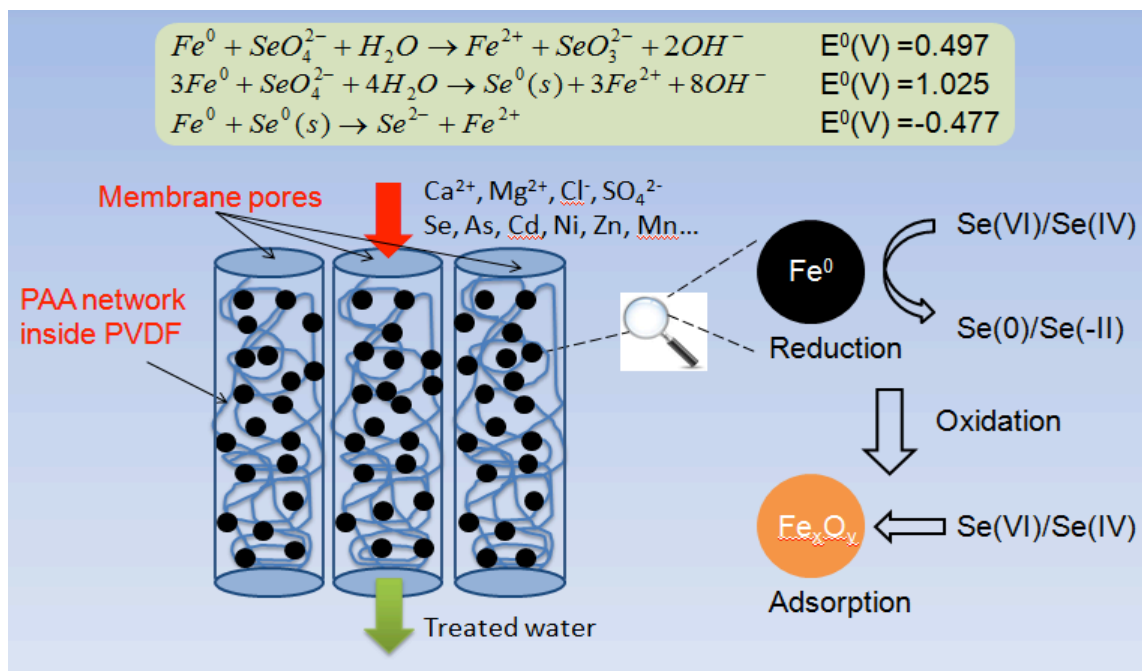 Fe⁰ + SeO₄²⁻ + H₂O → Fe²⁺ + SeO₃²⁻ + 2OH⁻ E⁰(V) =0.497
3Fe⁰ + SeO₄²⁻ + 4H₂O → Se⁰(s) + 3Fe²⁺ + 8OH⁻ E⁰(V) =1.025
Fe⁰ + Se⁰(s) → Se²⁻ + Fe²⁺ E⁰(V) =-0.477
Membrane pores
Ca²⁺, Mg²⁺, Cl⁻, SO₄²⁻
Se, As, Cd, Ni, Zn, Mn...
PAA network
inside PVDF
Fe⁰
Se(VI)/Se(IV)
Se(0)/Se(-II)
Reduction
Oxidation
FeₓOᵧ
Se(VI)/Se(IV)
Adsorption
Treated water